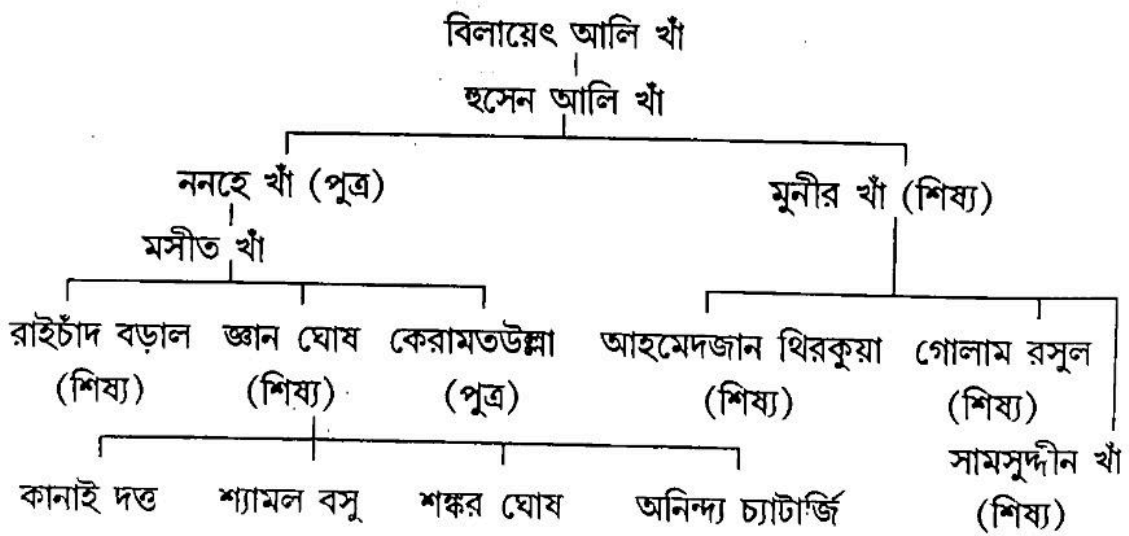 বিলায়েৎ আলি খাঁ
হুসেন আলি খাঁ
ননহে খাঁ (পুত্র) মুনীর খাঁ (শিষ্য)
মসীত খাঁ
রাইচাঁদ বড়াল জ্ঞান ঘোষ কেরামতউল্লা আহমেদজান থিরকুয়া গোলাম রসুল
(শিষ্য) (শিষ্য) (পুত্র) (শিষ্য) (শিষ্য)
সামসুদ্দীন খাঁ
কানাই দত্ত শ্যামল বসু শঙ্কর ঘোষ অনিন্দ্য চ্যাটার্জি (শিষ্য)